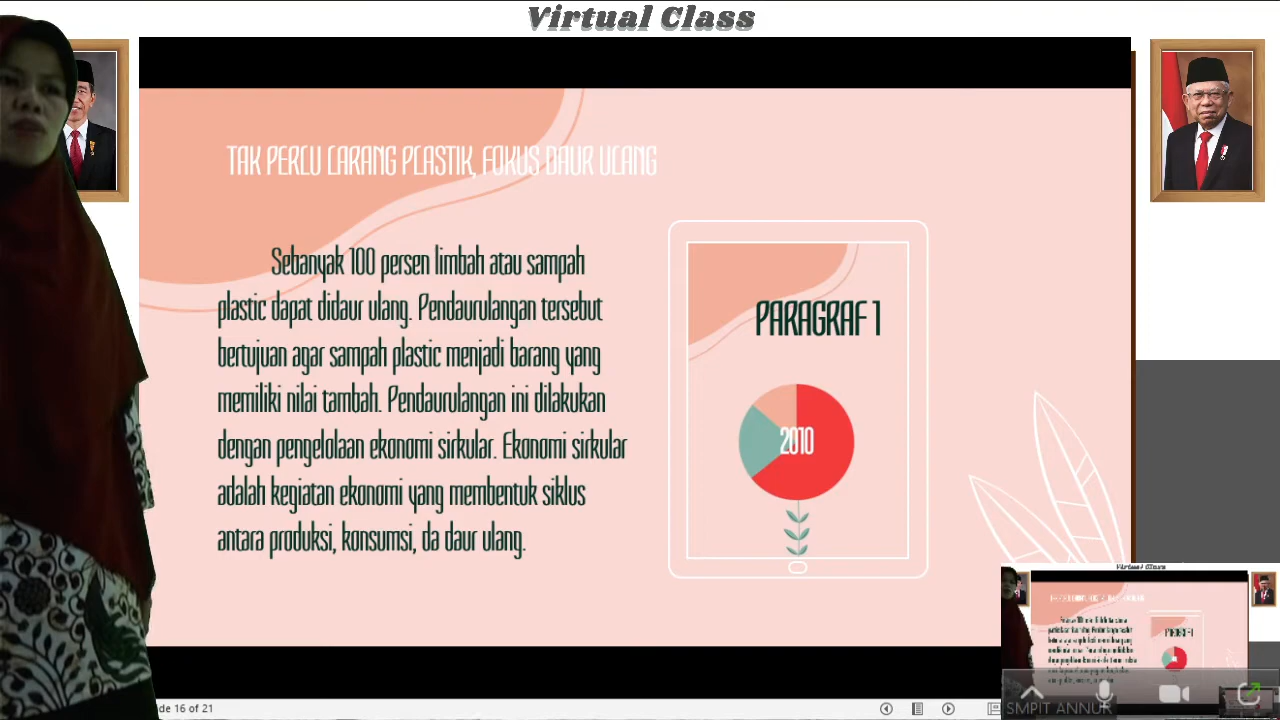 Virtual Class
TAK PERLU LARANG PLASTIK, FOKUS DAUR ULANG
Sebanyak 100 persen limbah atau sampah
plastic dapat didaur ulang. Pendaurulangan tersebut
bertujuan agar sampah plastic menjadi barang yang
memiliki nilai tambah. Pendaurulangan ini dilakukan
dengan pengelolaan ekonomi sirkular. Ekonomi sirkular
adalah kegiatan ekonomi yang membentuk siklus
antara produksi, konsumsi, da daur ulang.
PARAGRAF 1
2010
16 of 21
SMPIT ANNUR